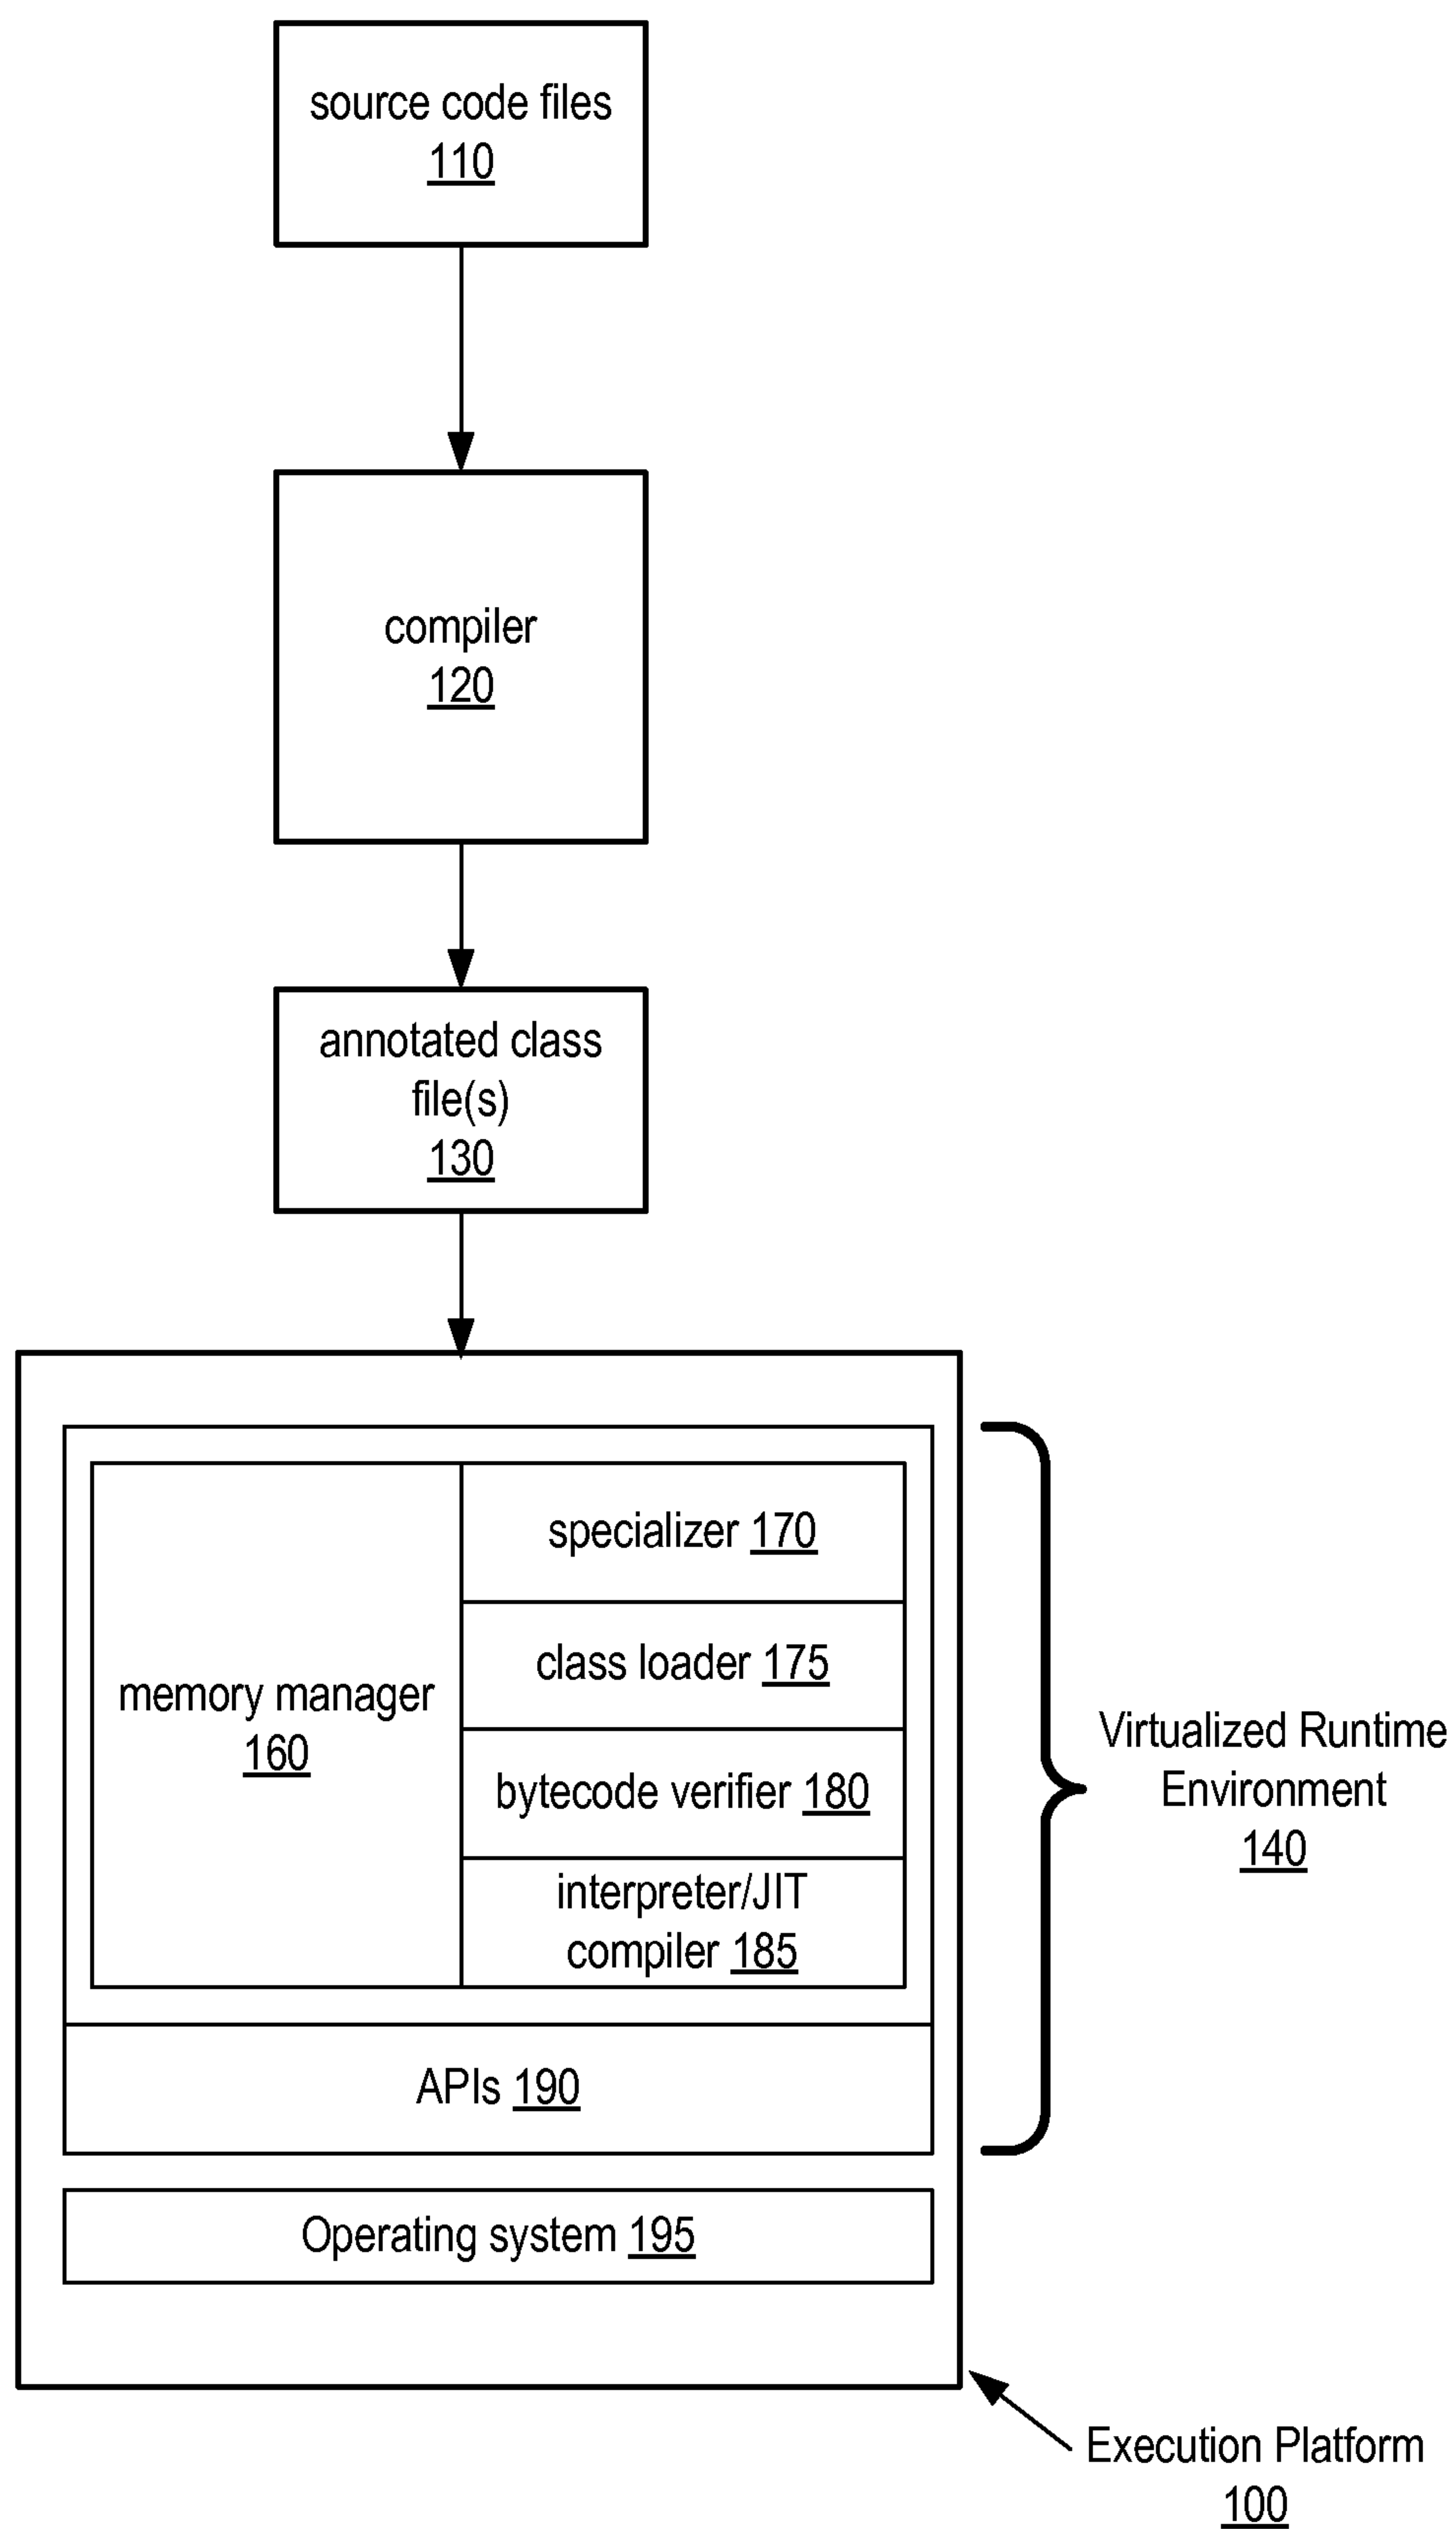 source code files
110
compiler
120
annotated class
file(s)
130
specializer 170
class loader 175
memory manager
160
bytecode verifier 180
interpreter/JIT
compiler 185
APIs 190
Operating system 195
Virtualized Runtime
Environment
140
Execution Platform
100